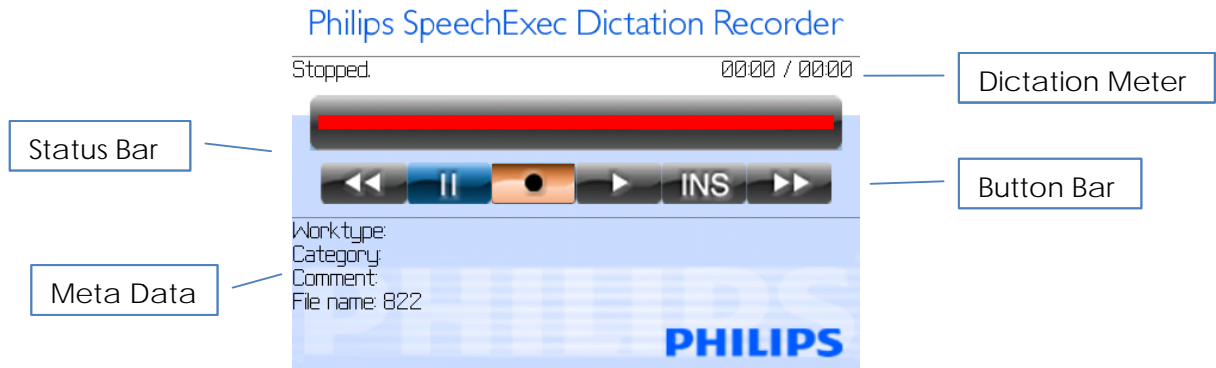 Philips SpeechExec Dictation Recorder
Stopped. 00:00 / 00:00
Dictation Meter
Status Bar
INS
Button Bar
Worktype:
Category:
Comment:
File name: 822
Meta Data
PHILIPS
PHILIPS